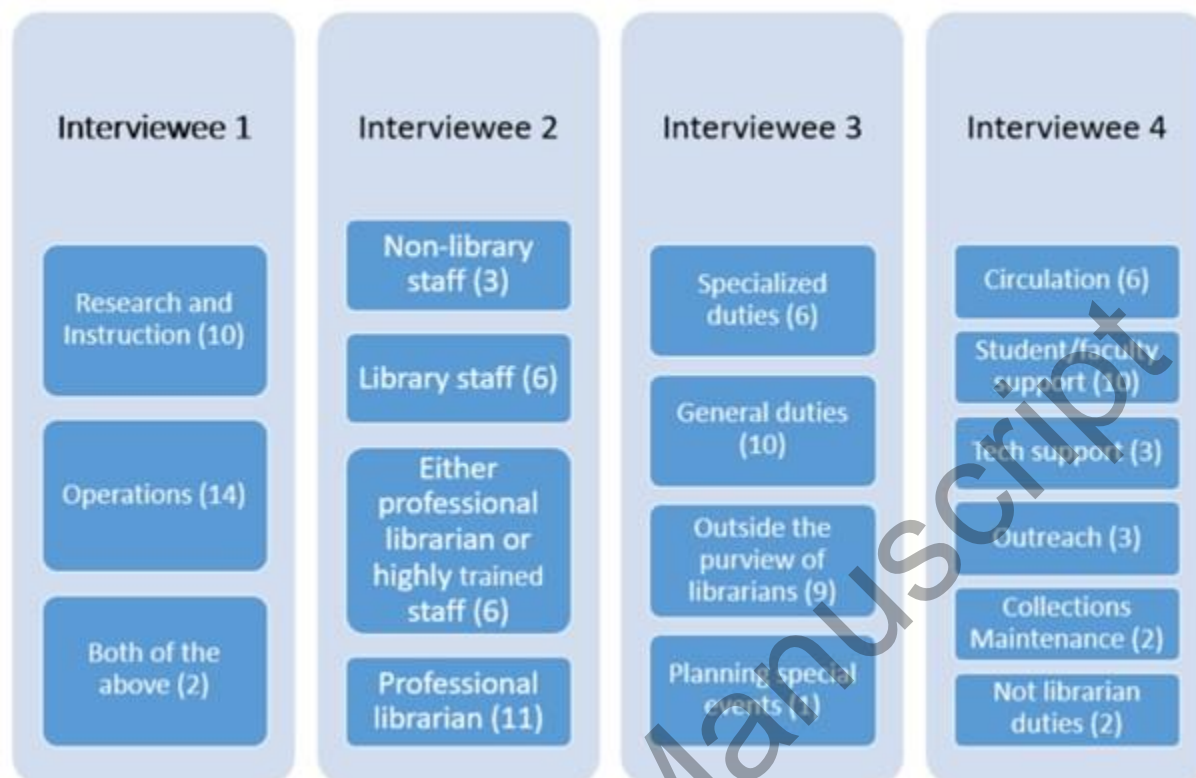 Interviewee 1
Research and
Instruction (10)
Operations (14)
Both of the
above (2)
Interviewee 2
Non-library
staff (3)
Library staff (6)
Either
professional
librarian or
highly trained
staff (6)
Professional
librarian (11)
Interviewee 3
Specialized
duties (6)
General duties
(10)
Outside the
purview of
librarians (9)
Planning special
events (1)
Interviewee 4
Circulation (6)
Student/faculty
support (10)
Tech support (3)
Outreach (3)
Collections
Maintenance (2)
Not librarian
duties (2)
Manuscript